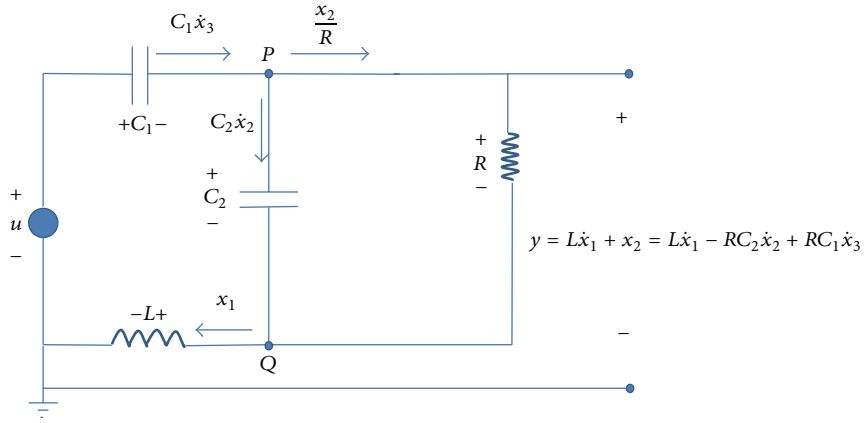 C₁ẋ₃
x₂/R
P
+C₁−
C₂ẋ₂
+
C₂
−
+
R
−
+
+
u
−
y = Lẋ₁ + x₂ = Lẋ₁ − RC₂ẋ₂ + RC₁ẋ₃
−L+
x₁
−
Q